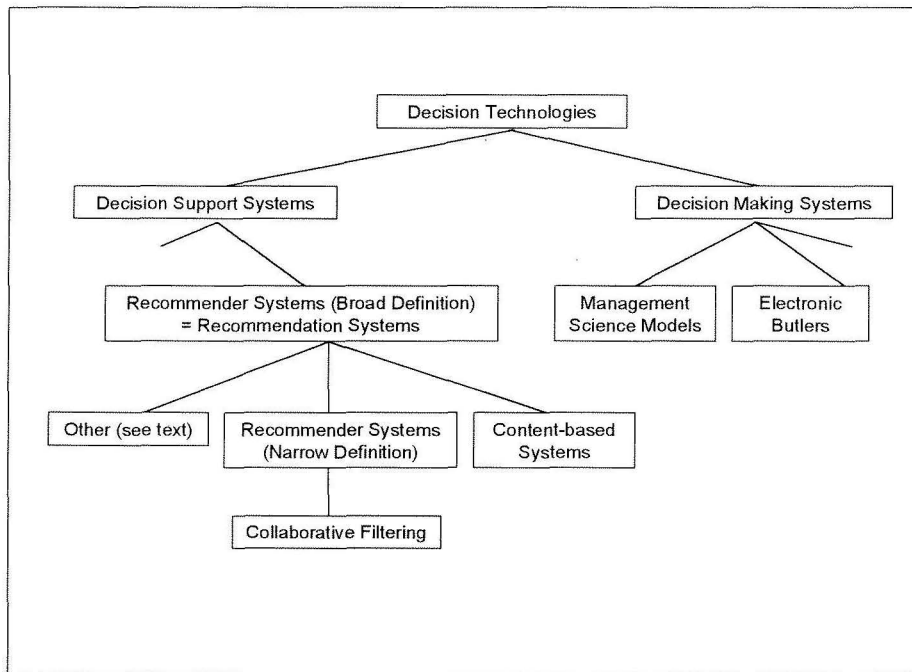 Decision Technologies
Decision Support Systems
Decision Making Systems
Recommender Systems (Broad Definition)
= Recommendation Systems
Management
Science Models
Electronic
Butlers
Other (see text)
Recommender Systems
(Narrow Definition)
Content-based
Systems
Collaborative Filtering